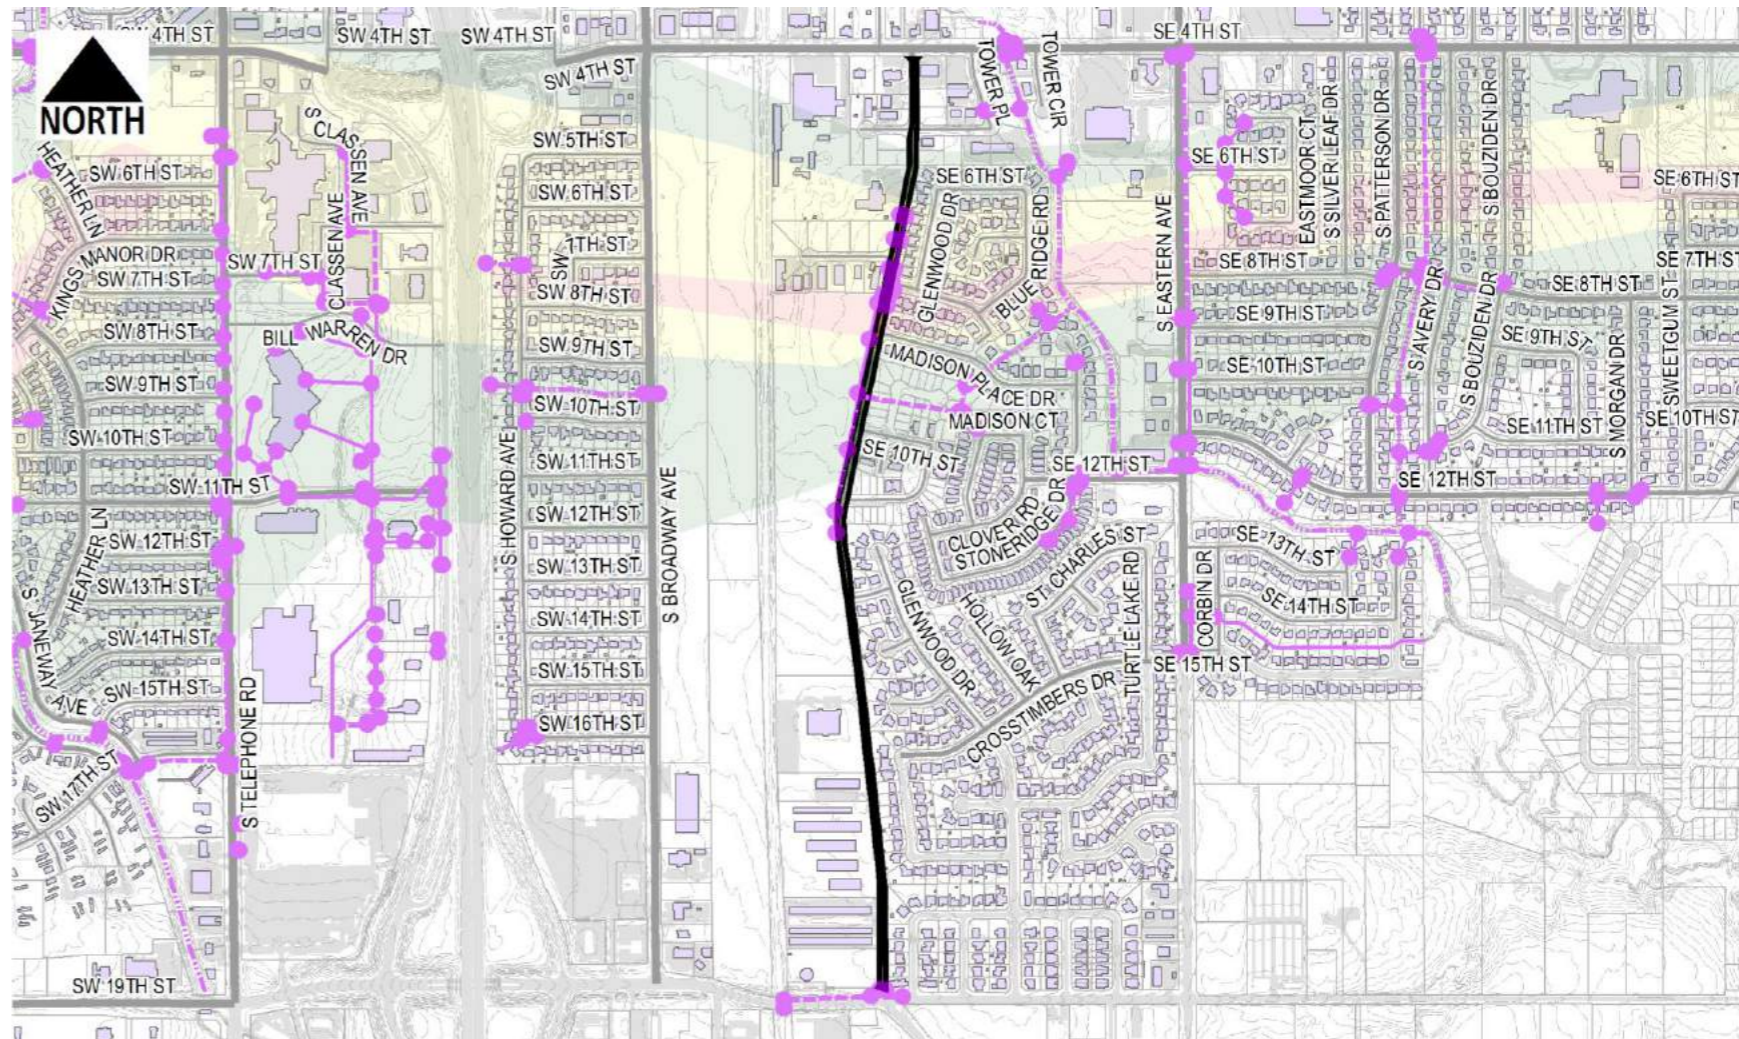 4TH ST
SW 4TH ST
SW 4TH ST
SE 4TH ST
NORTH
SW 4TH ST
TOWER PL
TOWER CIR
S CLASSEN AVE
SW 5TH ST
HEATHER LN
SW 6TH ST
SW 6TH ST
SE 6TH ST
SE 6TH ST
SE 6TH ST
EASTMOOR CT
S SILVER LEAF DR
S PATTERSON DR
S BOUZIDEN DR
CLASSEN AVE
GLENWOOD DR
BLUE RIDGE RD
S EASTERN AVE
KINGS MANOR DR
SW 7TH ST
SW 7TH ST
SW 7TH ST
SE 8TH ST
SE 7TH ST
SW 8TH ST
SE 8TH ST
SW 8TH ST
SE 9TH ST
S AVERY DR
S BOUZIDEN DR
SE 9TH ST
S MORGAN DR
SWEETGUM ST
BILL WARREN DR
SW 9TH ST
MADISON PLACE DR
SE 10TH ST
SW 9TH ST
SW 10TH ST
MADISON CT
SE 11TH ST
SE 10TH ST
SW 10TH ST
S HOWARD AVE
SW 11TH ST
SE 10TH ST
SE 12TH ST
SE 12TH ST
SW 11TH ST
S BROADWAY AVE
HEATHER LN
SW 12TH ST
SW 12TH ST
CLOVER RD
STONERIDGE DR
ST CHARLES ST
SE 13TH ST
SW 13TH ST
SW 13TH ST
S JANEWAY AVE
GLENWOOD DR
HOLLOW OAK
TURTLE LAKE RD
CORBIN DR
SE 14TH ST
SW 14TH ST
SW 14TH ST
SW 15TH ST
SW 15TH ST
CROSSTIMBERS DR
SE 15TH ST
S TELEPHONE RD
SW 16TH ST
SW 17TH ST
SW 19TH ST